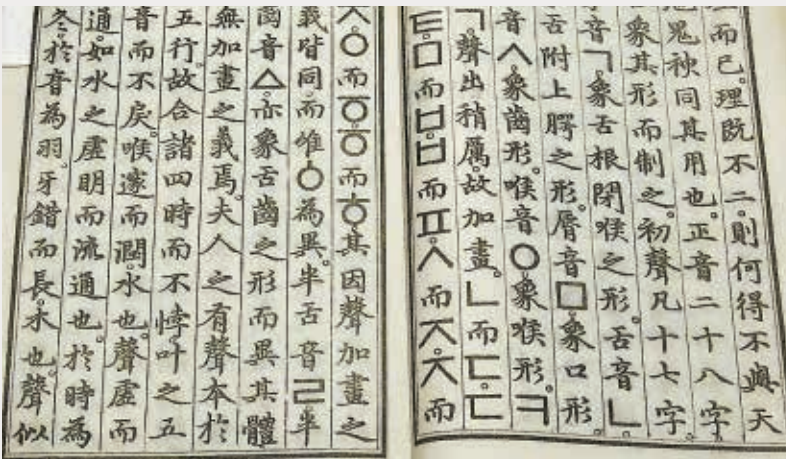 而已。理既不二。則何得不與天
鬼神同其用也。正音二十八字。
象其形而制之。初聲凡十七字。
音ㄱ。象舌根閉喉之形。舌音ㄴ。
舌附上腭之形。脣音ㅁ。象口形。
音ㅅ。象齒形。喉音ㅇ。象喉形。ㅋ
ㄱ。聲出稍厲。故加畫。ㄴ而ㄷ。ㄷ
ㅌ。ㅁ而ㅂ。ㅂ而ㅍ。ㅅ而ㅈ。ㅈ而
ㅇ而ㆆ。ㆆ而ㅎ。其因聲加畫之
義皆同。而唯ㆁ為異。半舌音ㄹ。半
齒音ㅿ。亦象舌齒之形而異其體。
無加畫之義焉。夫人之有聲本於
五行。故合諸四時而不悖。叶之五
音而不戾。喉邃而潤。水也。聲虛而
通。如水之虛明而流通也。於時為
冬。於音為羽。牙錯而長。木也。聲似